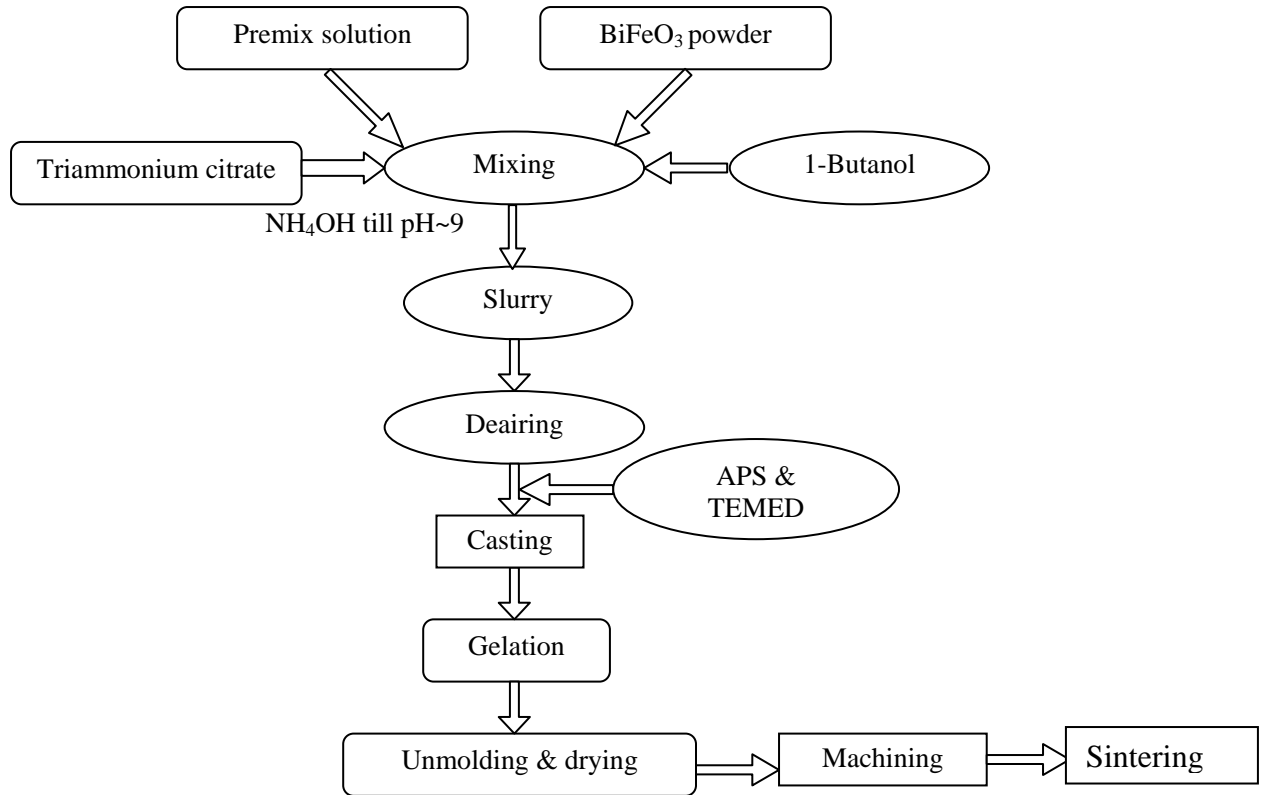 Premix solution
BiFeO₃ powder
Triammonium citrate
Mixing
1-Butanol
NH₄OH till pH~9
Slurry
Deairing
APS &
TEMED
Casting
Gelation
Unmolding & drying
Machining
Sintering